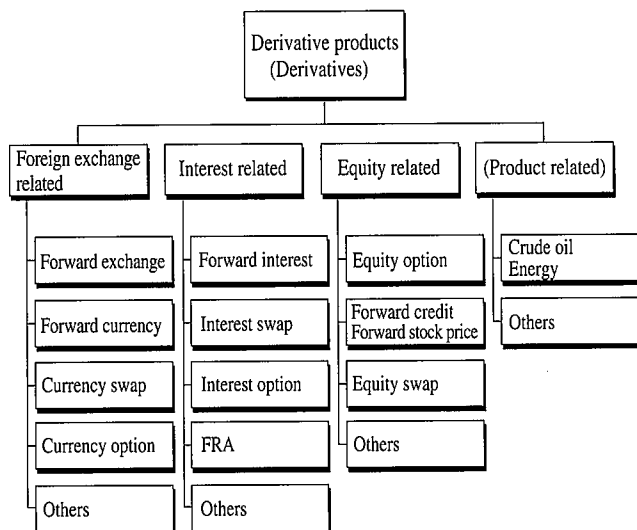 Derivative products
(Derivatives)
Foreign exchange
related
Interest related
Equity related
(Product related)
Forward exchange
Forward currency
Currency swap
Currency option
Others
Forward interest
Interest swap
Interest option
FRA
Others
Equity option
Forward credit
Forward stock price
Equity swap
Others
Crude oil
Energy
Others